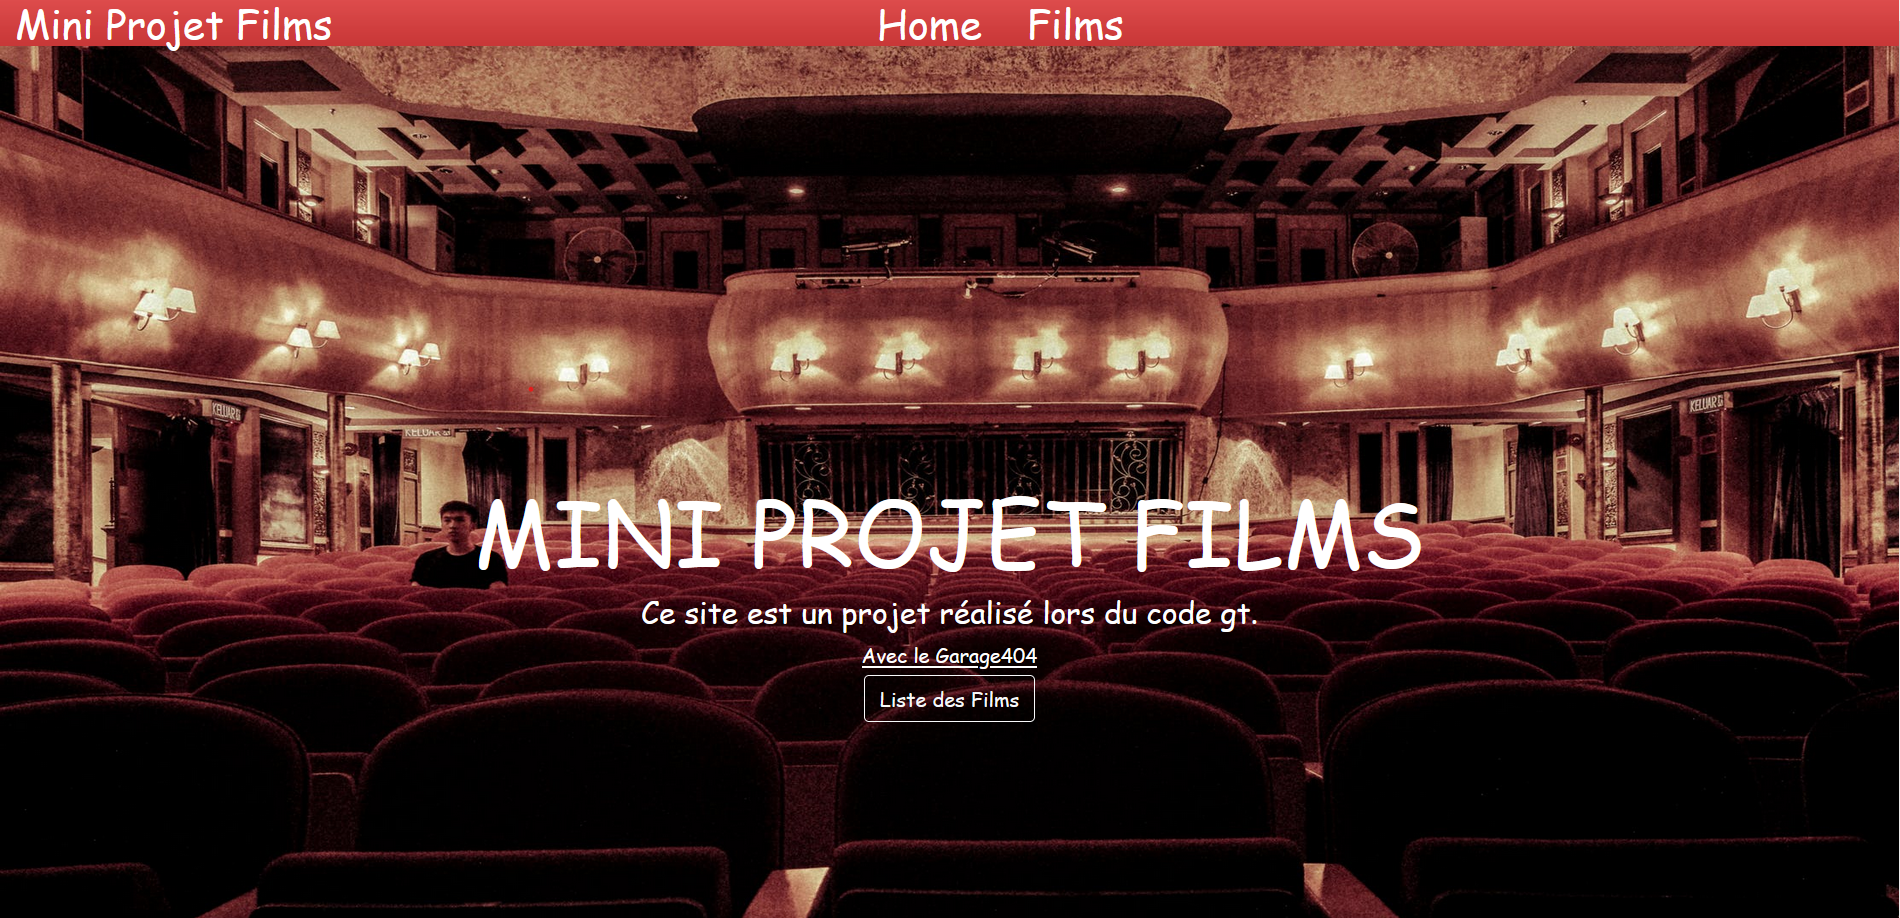 Mini Projet Films
Home Films
KELUAR
KELUAR
KELUAR
MINI PROJET FILMS
Ce site est un projet réalisé lors du code gt.
Avec le Garage404
Liste des Films